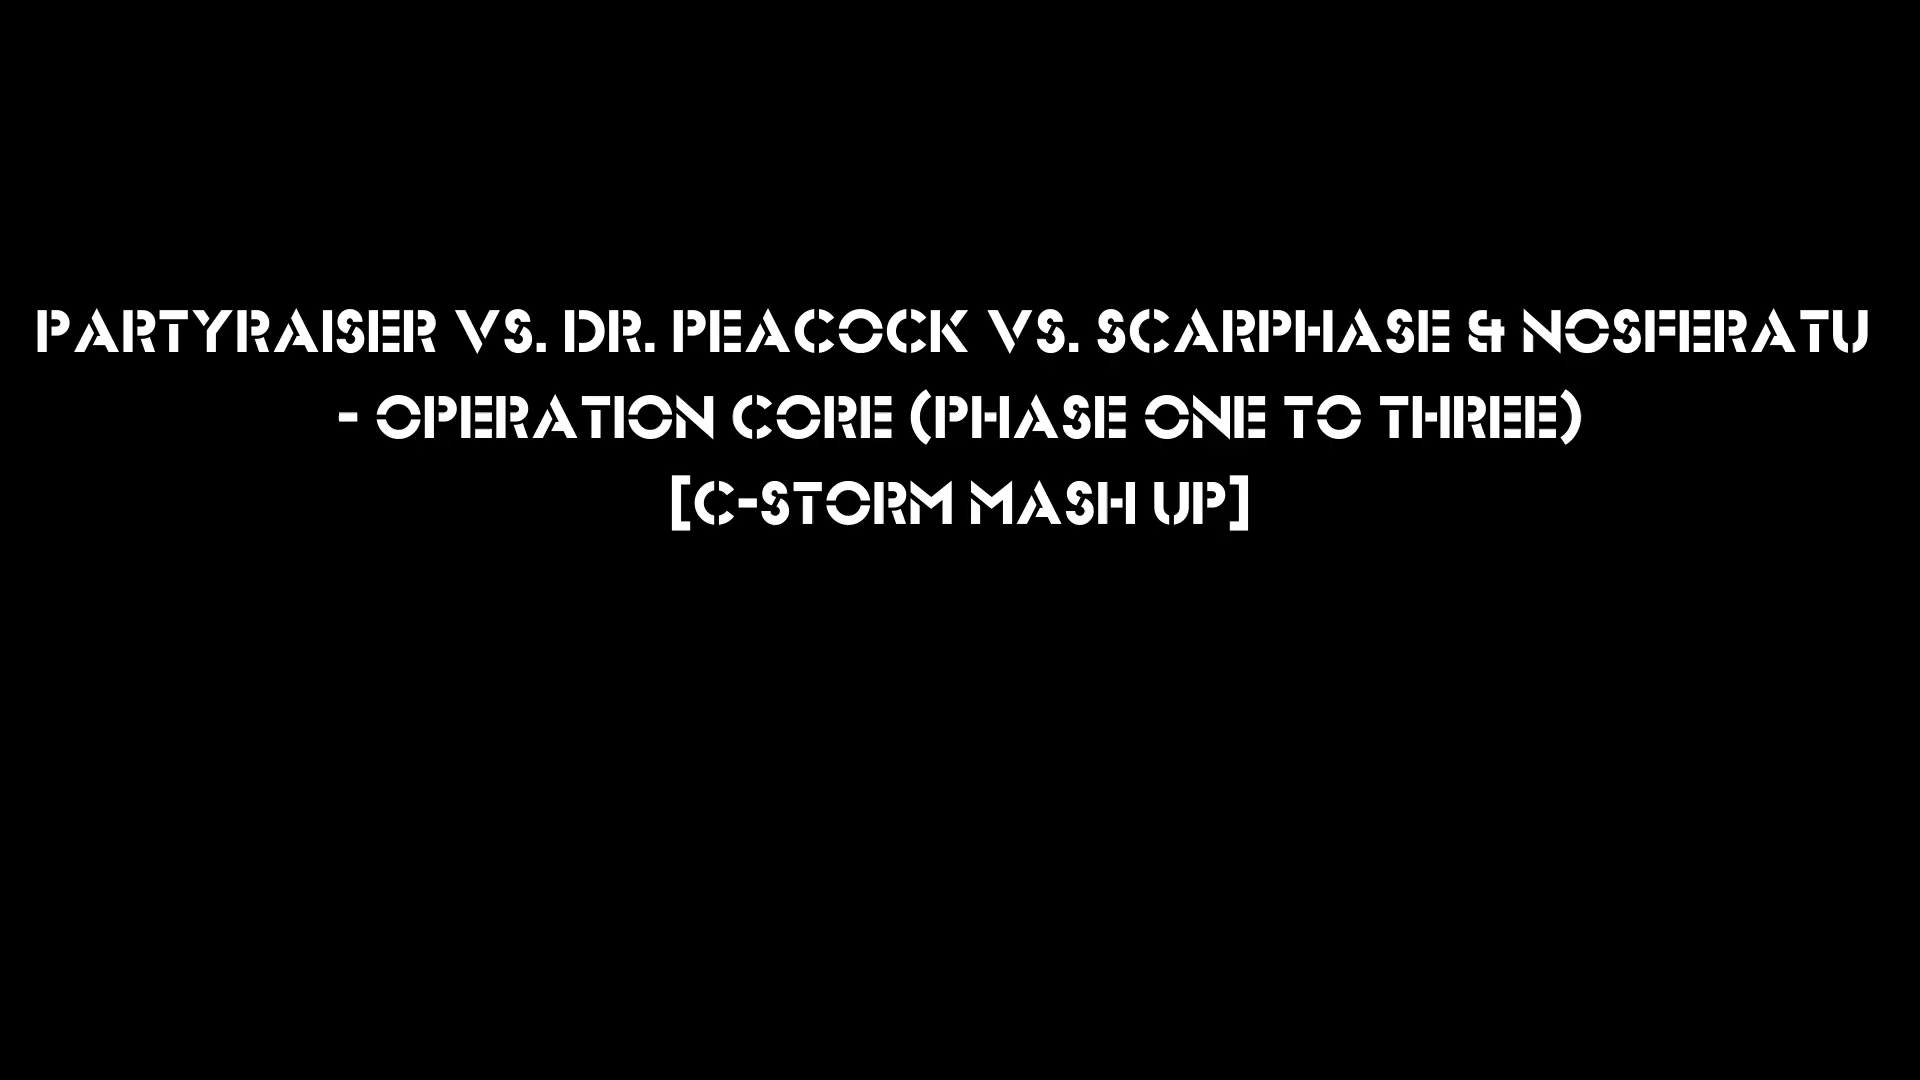 PARTYRAISER VS. DR. PEACOCK VS. SCARPHASE & NOSFERATU
- OPERATION CORE (PHASE ONE TO THREE)
[C-STORM MASH UP]